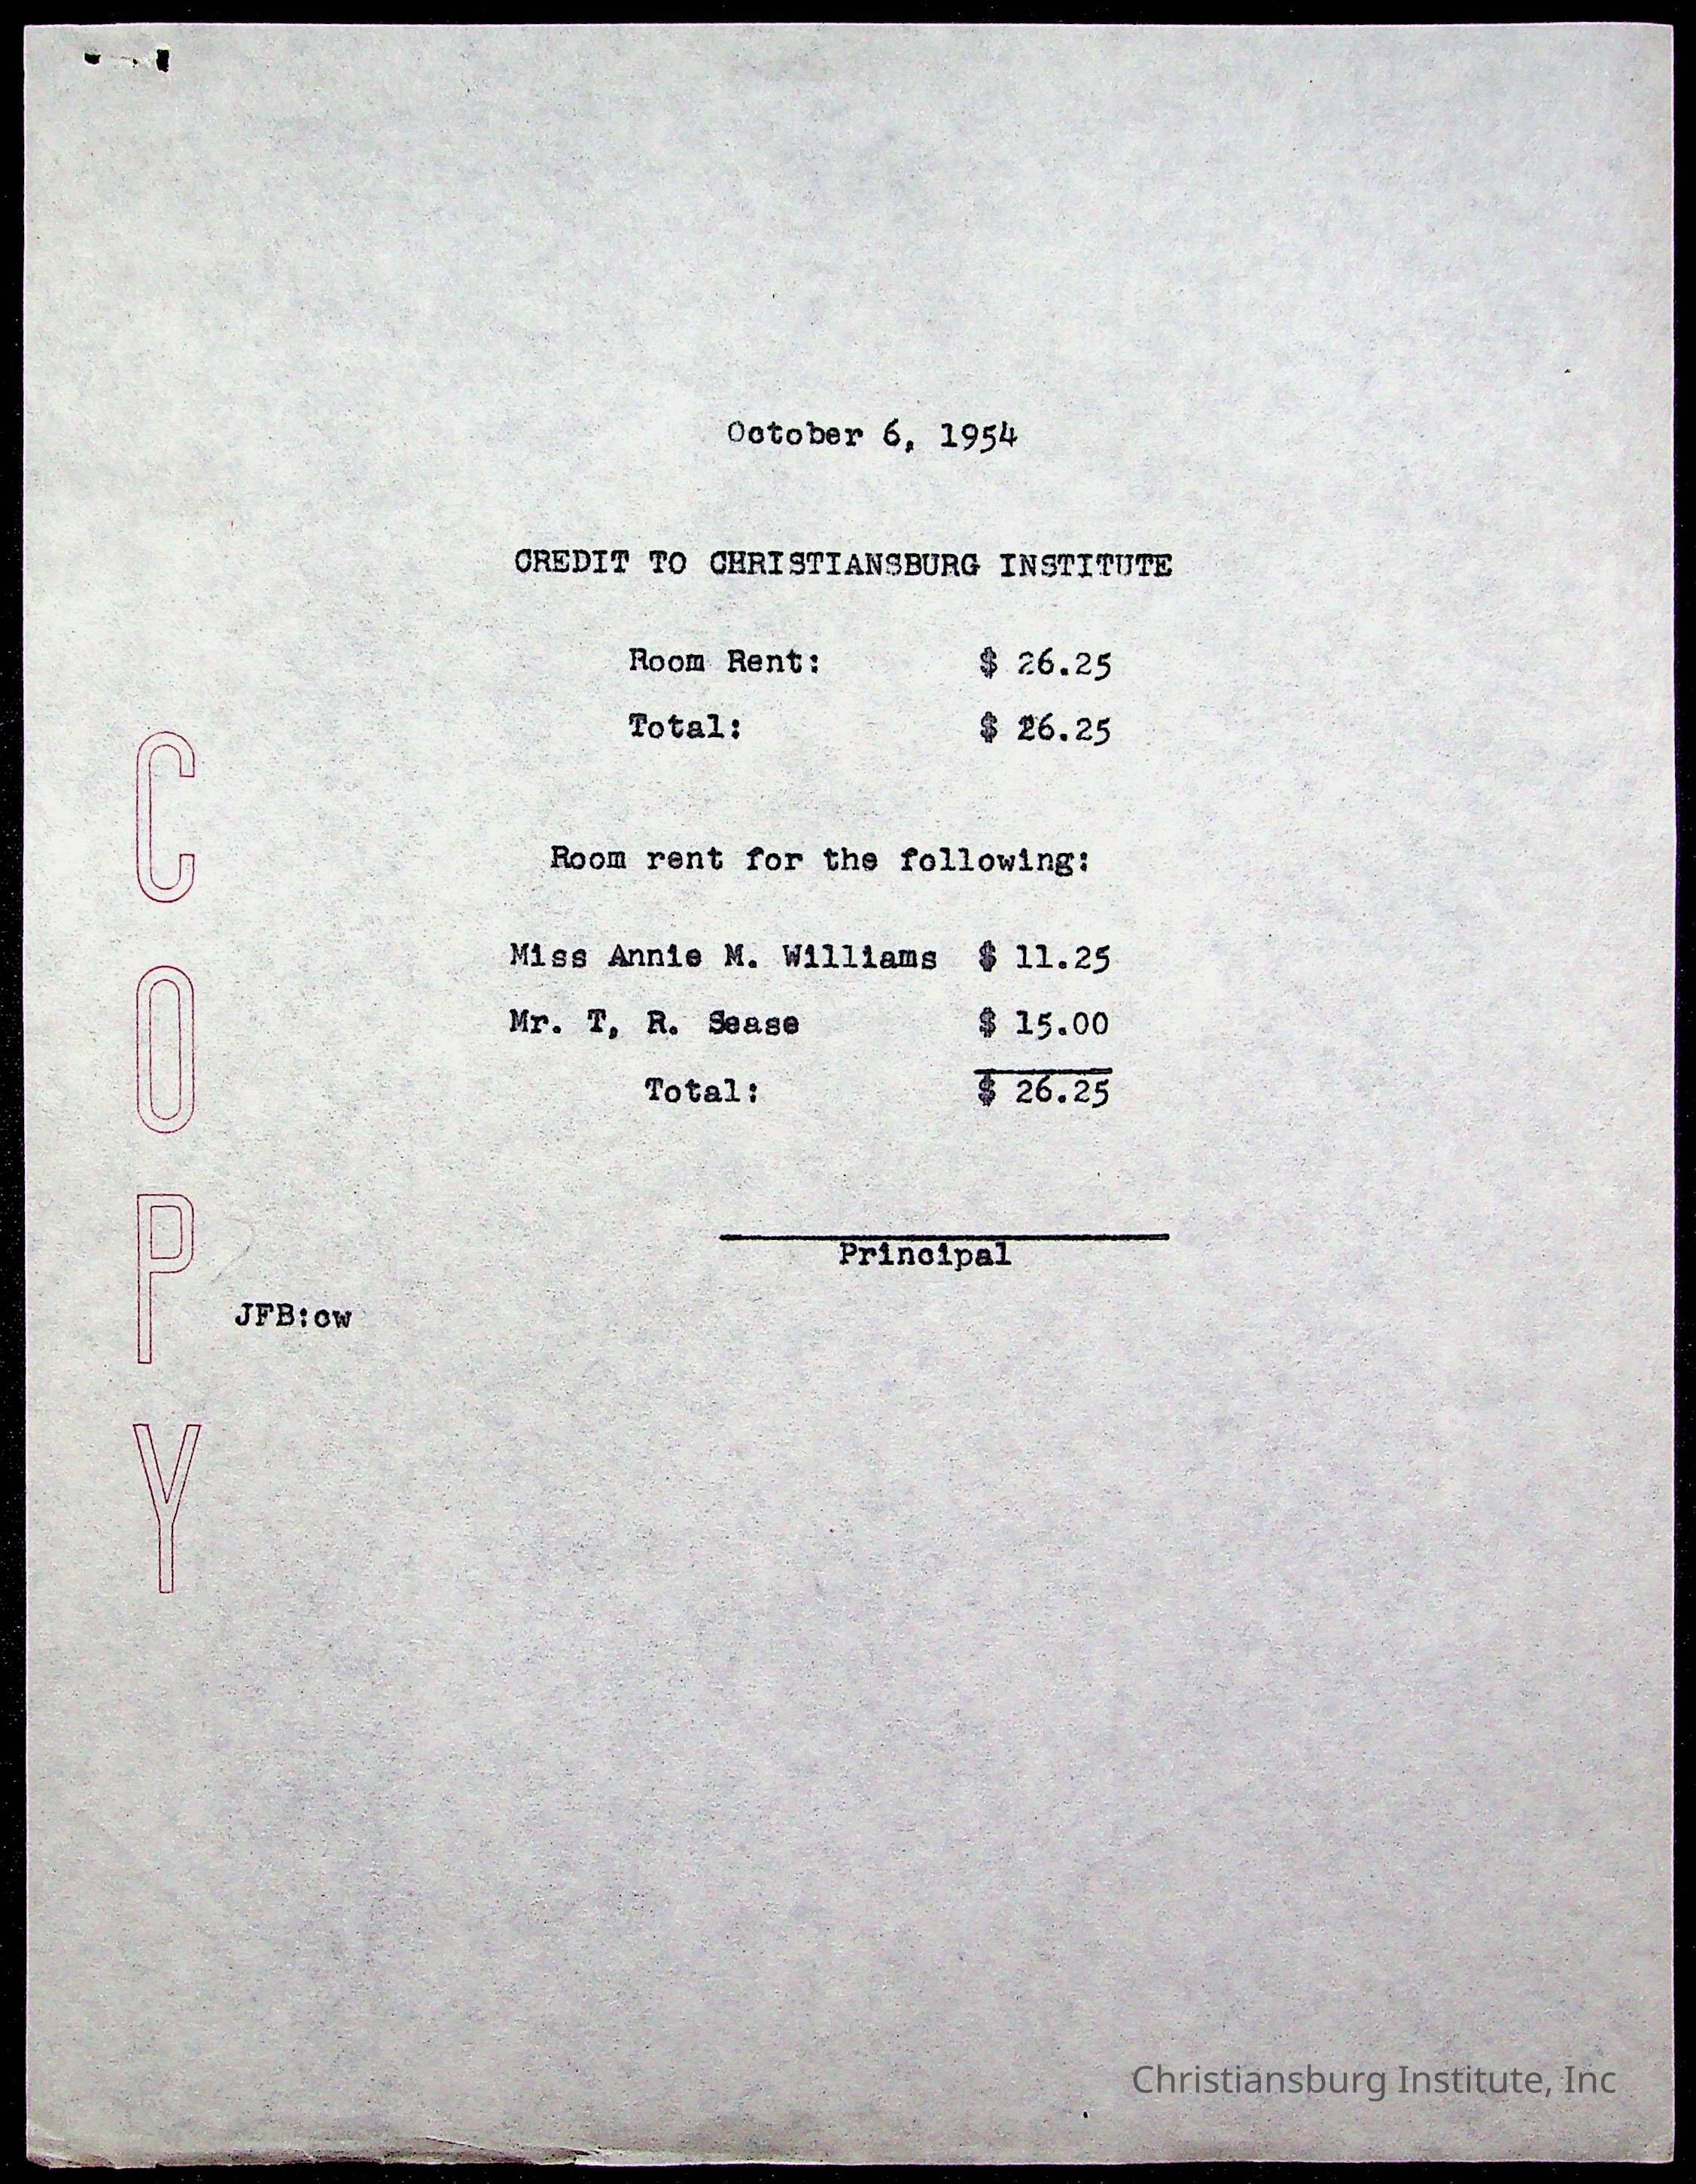 October 6, 1954
CREDIT TO CHRISTIANSBURG INSTITUTE
Room Rent: $ 26.25
Total: $ 26.25
Room rent for the following:
Miss Annie M. Williams $ 11.25
Mr. T, R. Sease $ 15.00
Total: $ 26.25
Principal
JFB:cw
COPY
Christiansburg Institute, Inc